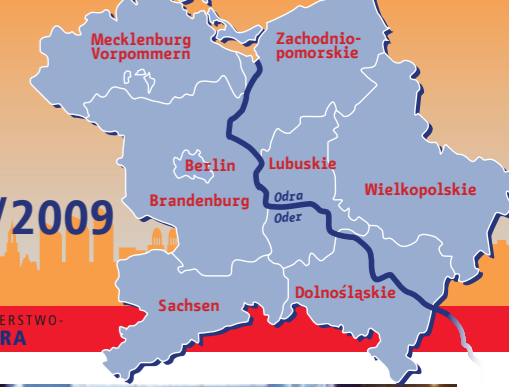 Mecklenburg
Vorpommern
Zachodnio-
pomorskie
Berlin
Lubuskie
Brandenburg
Odra
Oder
Wielkopolskie
/2009
Sachsen
Dolnośląskie
ERSTWO-
RA